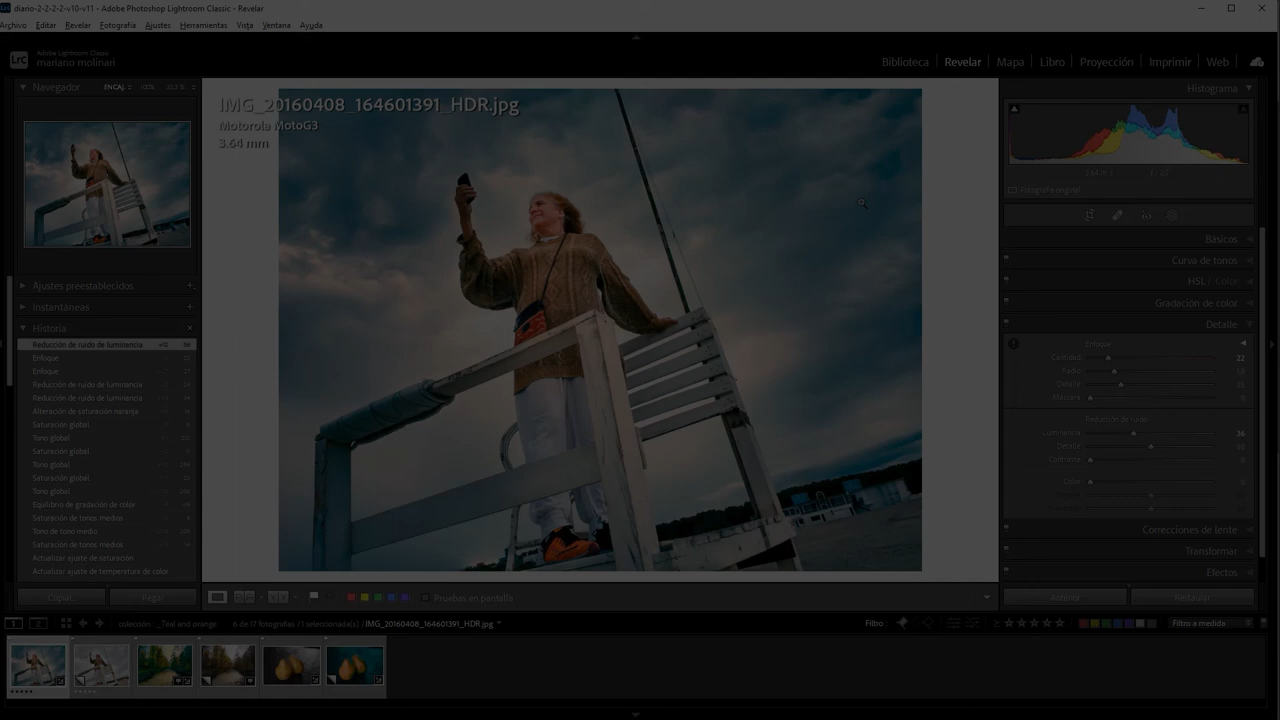 diario-2-2-2-2-v10-v11 - Adobe Photoshop Lightroom Classic - Revelar
Archivo Editar Revelar Fotografía Ajustes Herramientas Vista Ventana Ayuda
Adobe Lightroom Classic
mariano molinari
Biblioteca Revelar Mapa Libro Proyección Imprimir Web
Navegador ENCAJ.
Histograma
IMG_20160408_164601391_HDR.jpg
Motorola MotoG3
3.64 mm
Fotografía original
Básicos
Curva de tonos
HSL / Color
Gradación de color
Detalle
Ajustes preestablecidos
Instantáneas
Historia
Reducción de ruido de luminancia
Enfoque
Enfoque
Reducción de ruido de luminancia
Reducción de ruido de luminancia
Alteración de saturación naranja
Saturación global
Tono global
Saturación global
Tono global
Saturación global
Tono global
Equilibrio de gradación de color
Saturación de tonos medios
Tono de tono medio
Saturación de tonos medios
Actualizar ajuste de saturación
Actualizar ajuste de temperatura de color
Enfoque
Cantidad 22
Radio
Detalle
Máscara
Reducción de ruido
Luminancia 36
Detalle
Contraste
Color
Correcciones de lente
Transformar
Efectos
Copiar... Pegar
Pruebas en pantalla
Anterior Restaurar
1 2 colección : _Teal and orange 6 de 17 fotografías /1 seleccionada(s) / IMG_20160408_164601391_HDR.jpg
Filtro : Filtro a medida